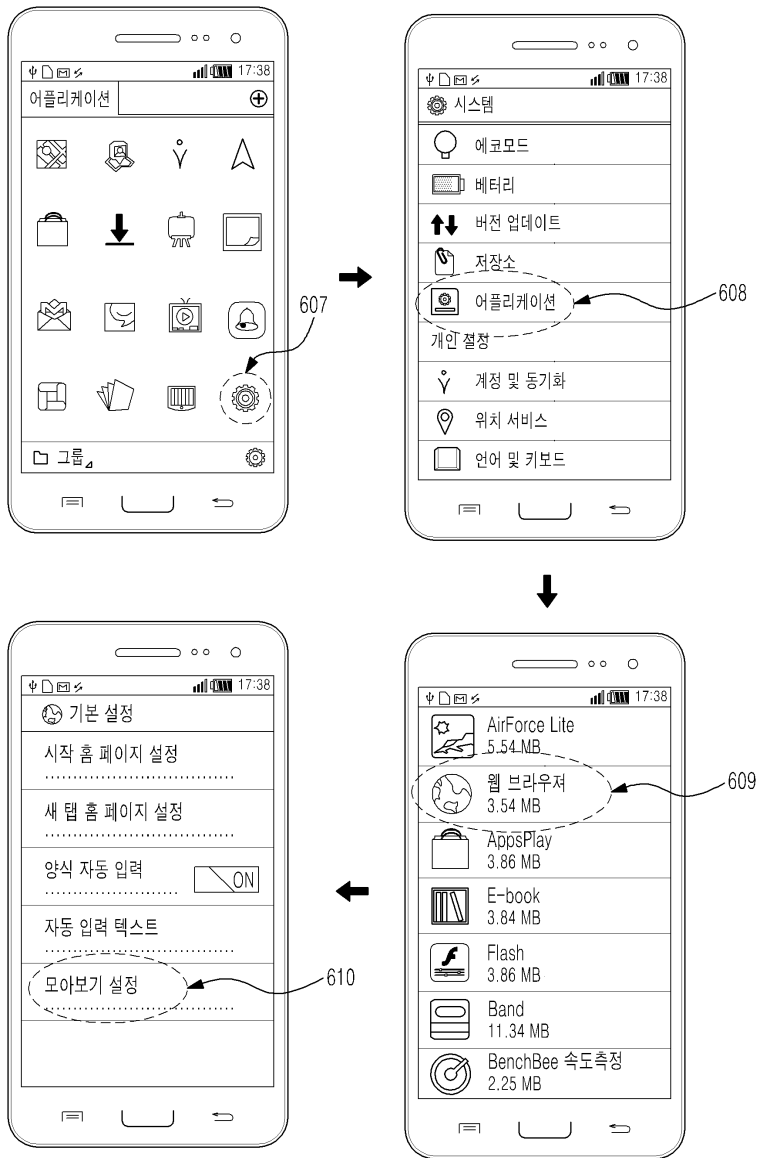 17:38
어플리케이션
그룹
607
17:38
시스템
에코모드
베터리
버전 업데이트
저장소
어플리케이션
개인 설정
계정 및 동기화
위치 서비스
언어 및 키보드
608
17:38
AirForce Lite
5.54 MB
웹 브라우져
3.54 MB
AppsPlay
3.86 MB
E-book
3.84 MB
Flash
3.86 MB
Band
11.34 MB
BenchBee 속도측정
2.25 MB
609
17:38
기본 설정
시작 홈 페이지 설정
새 탭 홈 페이지 설정
양식 자동 입력
ON
자동 입력 텍스트
모아보기 설정
610